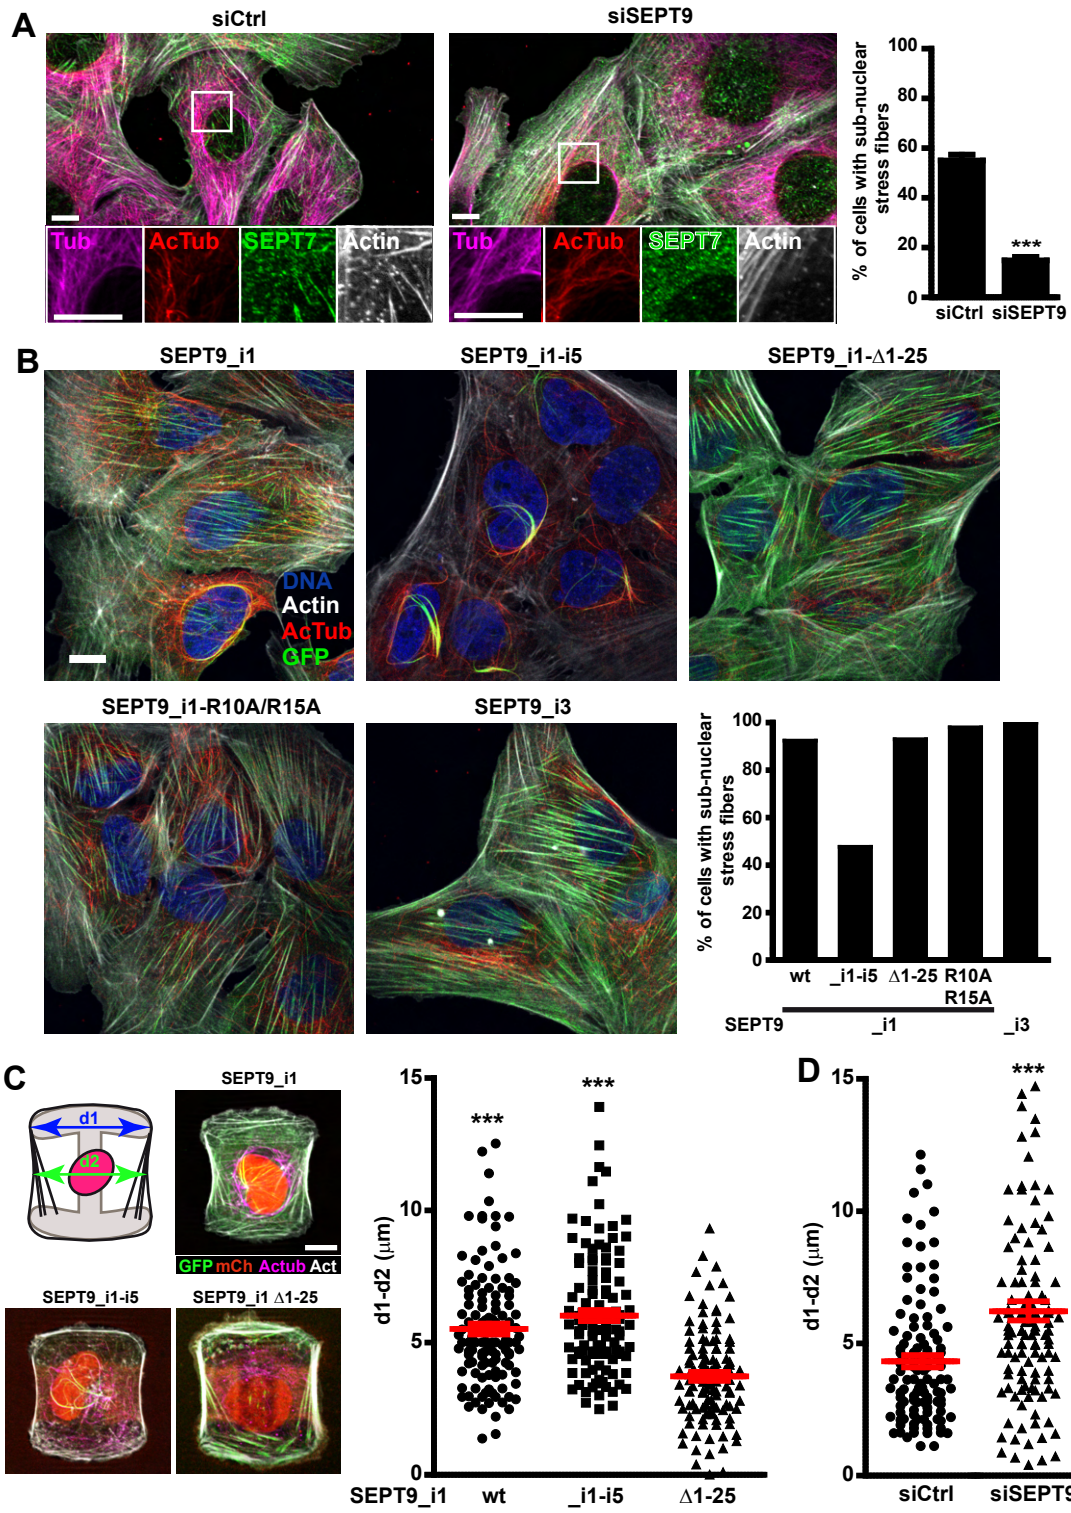 A
siCtrl
siSEPT9
Tub AcTub SEPT7 Actin
Tub AcTub SEPT7 Actin
% of cells with sub-nuclear
stress fibers
100
80
60
40
20
0
***
siCtrl siSEPT9
B
SEPT9_i1
SEPT9_i1-i5
SEPT9_i1-Δ1-25
DNA
Actin
AcTub
GFP
SEPT9_i1-R10A/R15A
SEPT9_i3
% of cells with sub-nuclear
stress fibers
100
80
60
40
20
0
wt _i1-i5 Δ1-25 R10A
R15A
SEPT9 _i1 _i3
C
d1
d2
SEPT9_i1
GFP mCh Actub Act
SEPT9_i1-i5
SEPT9_i1 Δ1-25
d1-d2 (μm)
15
10
5
0
***
***
SEPT9_i1 wt _i1-i5 Δ1-25
D
d1-d2 (μm)
15
10
5
0
***
siCtrl siSEPT9